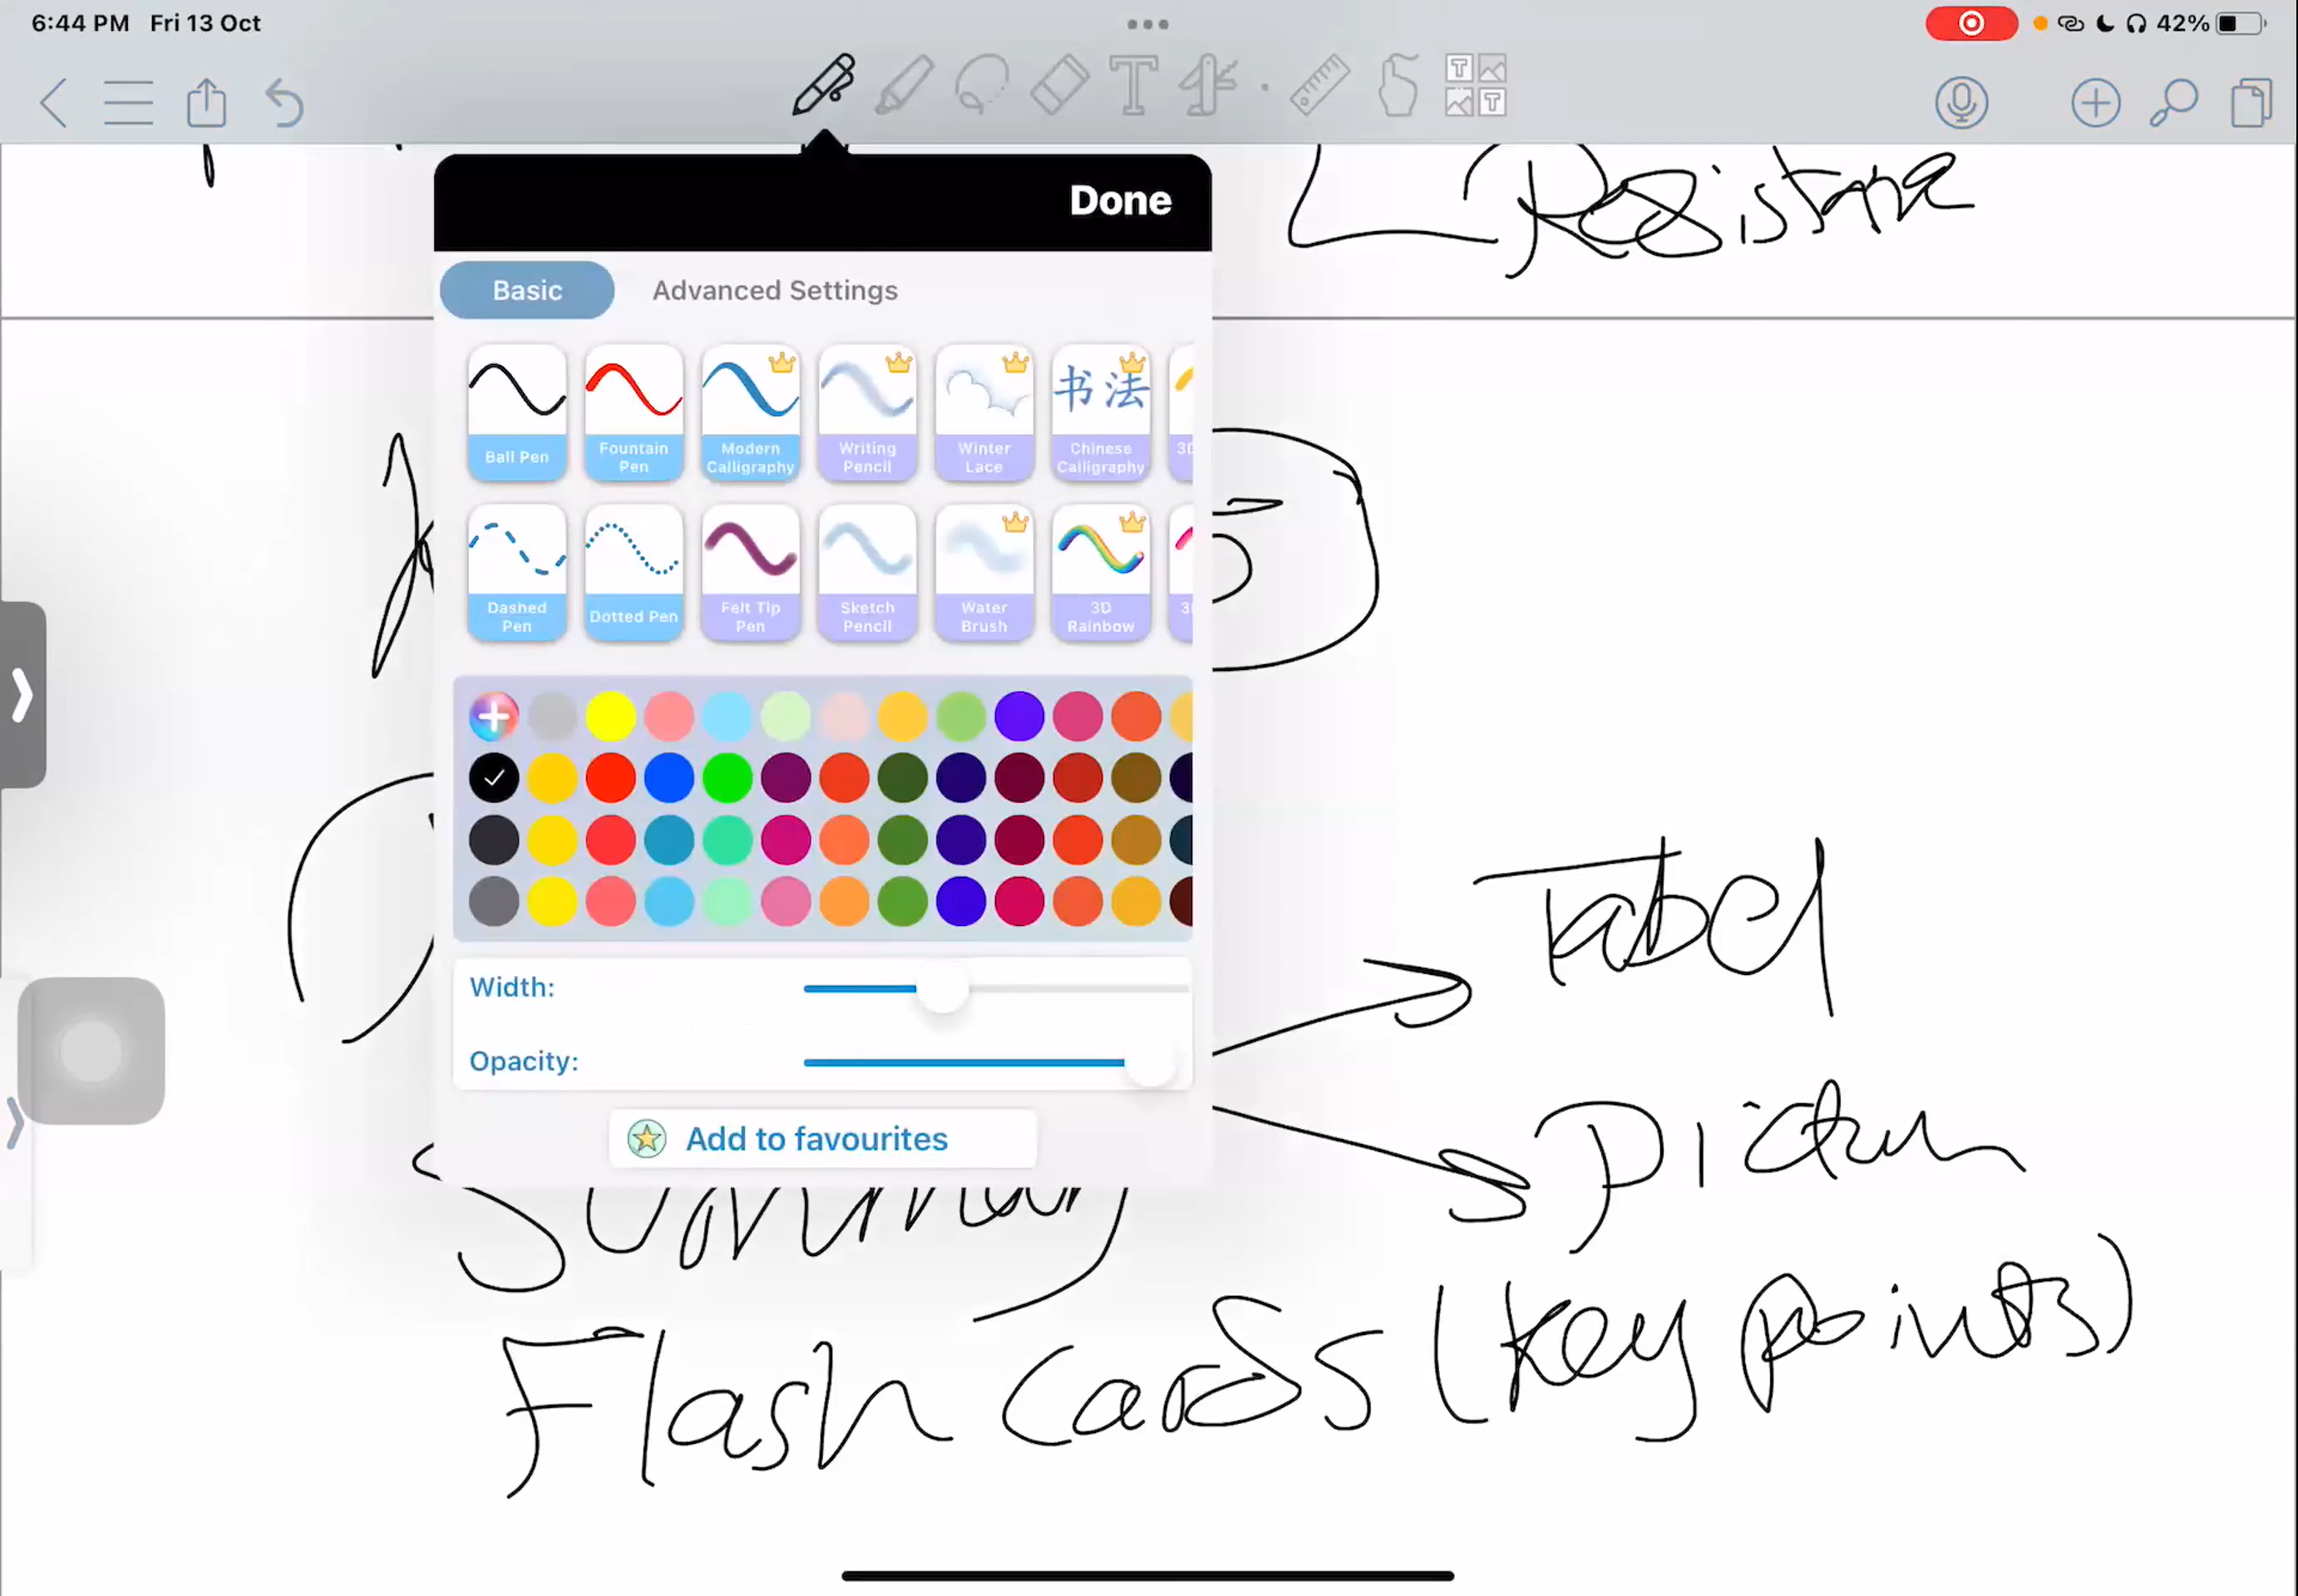 6:44 PM Fri 13 Oct
42%
Resistance
Done
Basic Advanced Settings
Ball Pen
Fountain Pen
Modern Calligraphy
Writing Pencil
Winter Lace
书法
Chinese Calligraphy
Dashed Pen
Dotted Pen
Felt Tip Pen
Sketch Pencil
Water Brush
3D Rainbow
Width:
Opacity:
Add to favourites
Label
Picture
Summary
Flash Cards (key points)